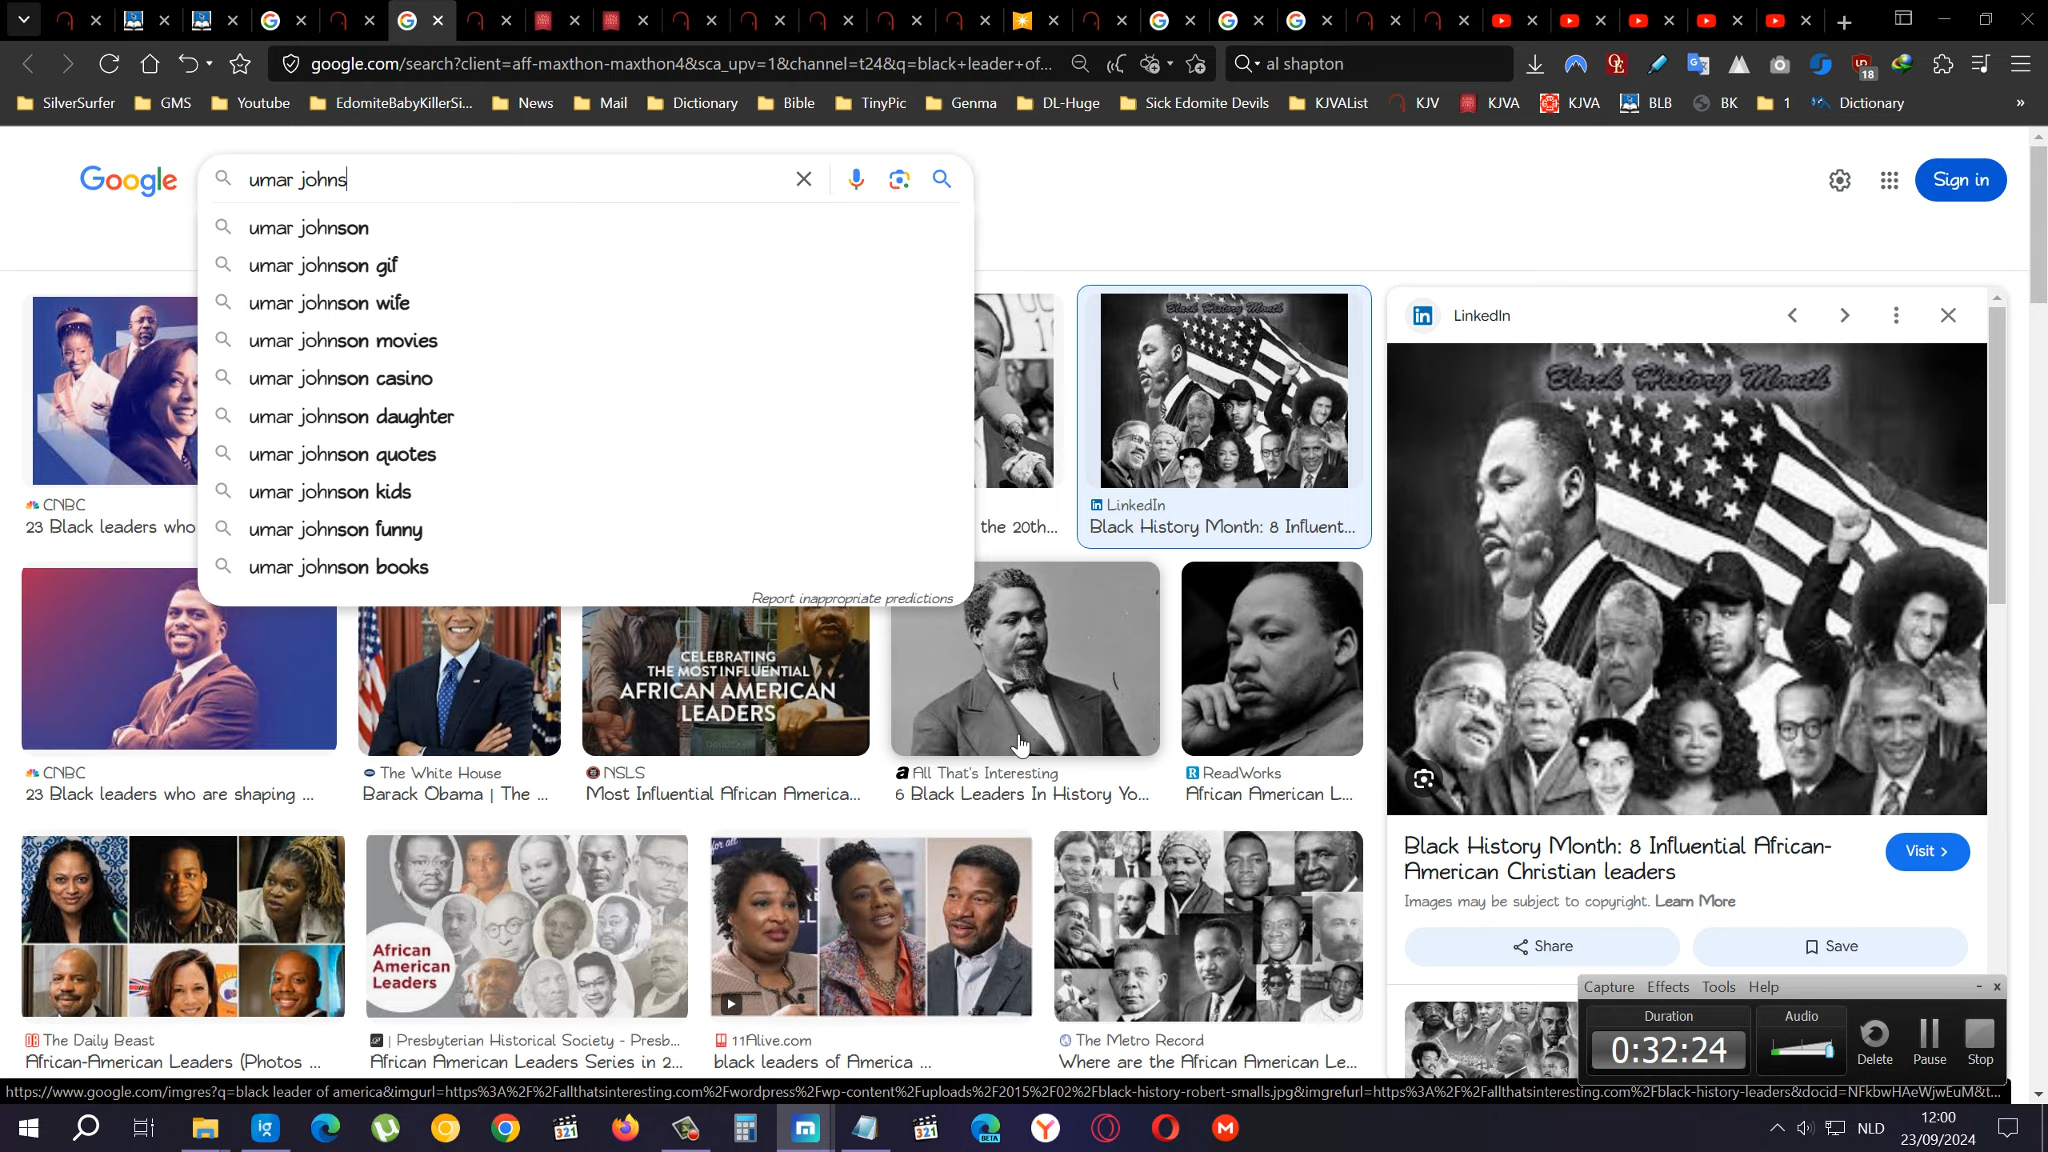 google.com/search?client=aff-maxthon-maxthon4&sca_upv=1&channel=t24&q=black+leader+of...
al shapton
18
SilverSurfer
GMS
Youtube
EdomiteBabyKillerSi...
News
Mail
Dictionary
Bible
TinyPic
Genma
DL-Huge
Sick Edomite Devils
KJVAList
KJV
KJVA
KJVA
BLB
BK
1
Dictionary
»
Google
umar johns
Sign in
umar johnson
umar johnson gif
umar johnson wife
umar johnson movies
umar johnson casino
umar johnson daughter
umar johnson quotes
umar johnson kids
umar johnson funny
umar johnson books
Report inappropriate predictions
CNBC
23 Black leaders who
the 20th...
Black History Month
LinkedIn
Black History Month: 8 Influent...
LinkedIn
Black History Month
CELEBRATING
THE MOST INFLUENTIAL
AFRICAN AMERICAN
LEADERS
CNBC
23 Black leaders who are shaping ...
The White House
Barack Obama | The ...
NSLS
Most Influential African America...
All That's Interesting
6 Black Leaders In History Yo...
ReadWorks
African American L...
Black History Month: 8 Influential African-
American Christian leaders
Visit >
Images may be subject to copyright. Learn More
Share
Save
African
American
Leaders
for all
The Daily Beast
African-American Leaders (Photos ...
| Presbyterian Historical Society - Presb...
African American Leaders Series in 2...
11Alive.com
black leaders of America ...
The Metro Record
Where are the African American Le...
Capture Effects Tools Help
- x
Duration
0:32:24
Audio
Delete
Pause
Stop
https://www.google.com/imgres?q=black leader of america&imgurl=https%3A%2F%2Fallthatsinteresting.com%2Fwordpress%2Fwp-content%2Fuploads%2F2015%2F02%2Fblack-history-robert-smalls.jpg&imgrefurl=https%3A%2F%2Fallthatsinteresting.com%2Fblack-history-leaders&docid=NFkbwHAeWjwEuM&t...
321
321
BETA
NLD
12:00
23/09/2024